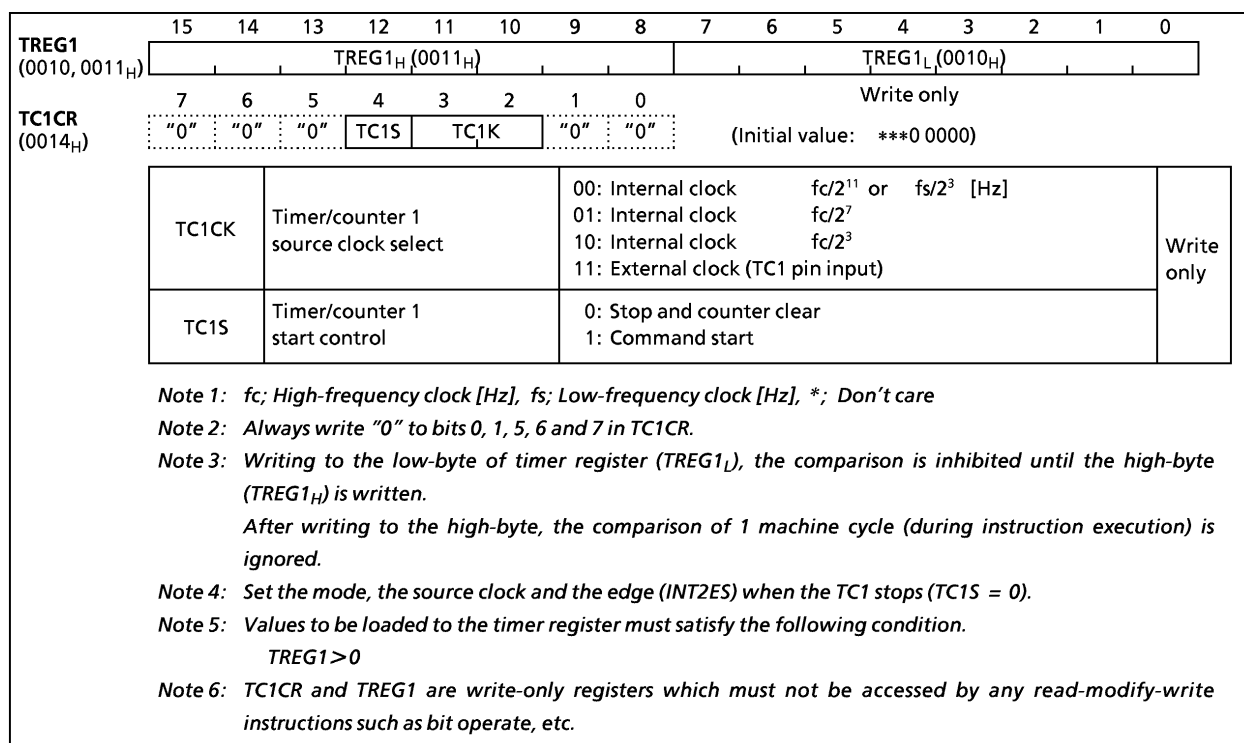 15 14 13 12 11 10 9 8 7 6 5 4 3 2 1 0
TREG1
(0010, 0011H) TREG1H (0011H) TREG1L (0010H)
Write only
7 6 5 4 3 2 1 0
TC1CR
(0014H) “0” “0” “0” TC1S TC1K “0” “0” (Initial value: ***0 0000)
TC1CK
Timer/counter 1
source clock select
00: Internal clock fc/2¹¹ or fs/2³ [Hz]
01: Internal clock fc/2⁷
10: Internal clock fc/2³
11: External clock (TC1 pin input)
Write
only
TC1S
Timer/counter 1
start control
0: Stop and counter clear
1: Command start
Note 1: fc; High-frequency clock [Hz], fs; Low-frequency clock [Hz], *; Don't care
Note 2: Always write "0" to bits 0, 1, 5, 6 and 7 in TC1CR.
Note 3: Writing to the low-byte of timer register (TREG1L), the comparison is inhibited until the high-byte
(TREG1H) is written.
After writing to the high-byte, the comparison of 1 machine cycle (during instruction execution) is
ignored.
Note 4: Set the mode, the source clock and the edge (INT2ES) when the TC1 stops (TC1S = 0).
Note 5: Values to be loaded to the timer register must satisfy the following condition.
TREG1>0
Note 6: TC1CR and TREG1 are write-only registers which must not be accessed by any read-modify-write
instructions such as bit operate, etc.